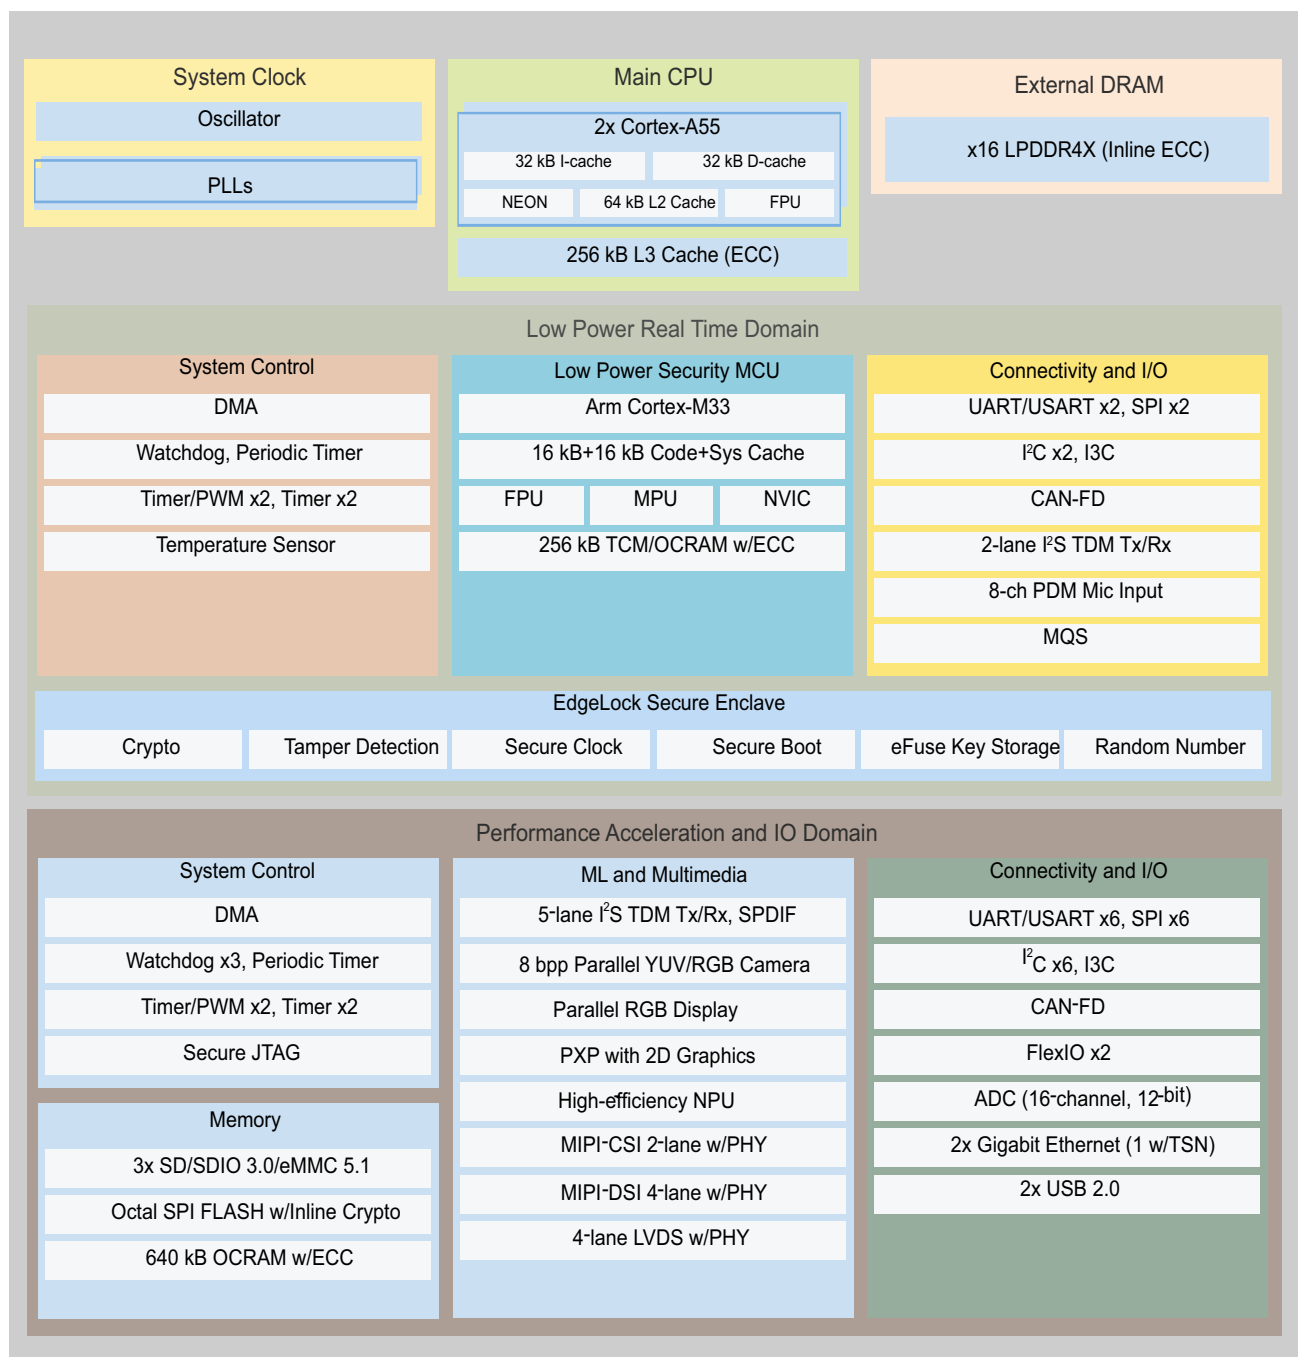 System Clock
Oscillator
PLLs
Main CPU
2x Cortex-A55
32 kB I-cache
32 kB D-cache
NEON
64 kB L2 Cache
FPU
256 kB L3 Cache (ECC)
External DRAM
x16 LPDDR4X (Inline ECC)
Low Power Real Time Domain
System Control
DMA
Watchdog, Periodic Timer
Timer/PWM x2, Timer x2
Temperature Sensor
Low Power Security MCU
Arm Cortex-M33
16 kB+16 kB Code+Sys Cache
FPU
MPU
NVIC
256 kB TCM/OCRAM w/ECC
Connectivity and I/O
UART/USART x2, SPI x2
I²C x2, I3C
CAN-FD
2-lane I²S TDM Tx/Rx
8-ch PDM Mic Input
MQS
EdgeLock Secure Enclave
Crypto
Tamper Detection
Secure Clock
Secure Boot
eFuse Key Storage
Random Number
Performance Acceleration and IO Domain
System Control
DMA
Watchdog x3, Periodic Timer
Timer/PWM x2, Timer x2
Secure JTAG
Memory
3x SD/SDIO 3.0/eMMC 5.1
Octal SPI FLASH w/Inline Crypto
640 kB OCRAM w/ECC
ML and Multimedia
5-lane I²S TDM Tx/Rx, SPDIF
8 bpp Parallel YUV/RGB Camera
Parallel RGB Display
PXP with 2D Graphics
High-efficiency NPU
MIPI-CSI 2-lane w/PHY
MIPI-DSI 4-lane w/PHY
4-lane LVDS w/PHY
Connectivity and I/O
UART/USART x6, SPI x6
I²C x6, I3C
CAN-FD
FlexIO x2
ADC (16-channel, 12-bit)
2x Gigabit Ethernet (1 w/TSN)
2x USB 2.0